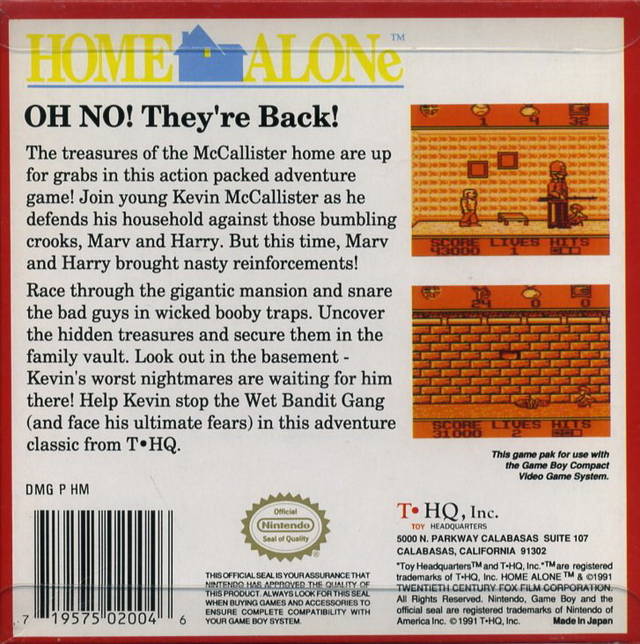 HOME ALONe™
OH NO! They're Back!
The treasures of the McCallister home are up
for grabs in this action packed adventure
game! Join young Kevin McCallister as he
defends his household against those bumbling
crooks, Marv and Harry. But this time, Marv
and Harry brought nasty reinforcements!
Race through the gigantic mansion and snare
the bad guys in wicked booby traps. Uncover
the hidden treasures and secure them in the
family vault. Look out in the basement -
Kevin's worst nightmares are waiting for him
there! Help Kevin stop the Wet Bandit Gang
(and face his ultimate fears) in this adventure
classic from T•HQ.
1 4 32
SCORE LIVES HITS
43000 1
24 0 0
SCORE LIVES HITS
31000 2
This game pak for use with
the Game Boy Compact
Video Game System.
DMG P HM
7 19575 02004 6
Official
Nintendo
Seal of Quality
THIS OFFICIAL SEAL IS YOUR ASSURANCE THAT
NINTENDO HAS APPROVED THE QUALITY OF
THIS PRODUCT. ALWAYS LOOK FOR THIS SEAL
WHEN BUYING GAMES AND ACCESSORIES TO
ENSURE COMPLETE COMPATIBILITY WITH
YOUR GAME BOY SYSTEM.
T•HQ, Inc.
TOY HEADQUARTERS
5000 N. PARKWAY CALABASAS SUITE 107
CALABASAS, CALIFORNIA 91302
"Toy Headquarters™ and T•HQ, Inc."™ are registered
trademarks of T•HQ, Inc. HOME ALONE™ & ©1991
TWENTIETH CENTURY FOX FILM CORPORATION.
All Rights Reserved. Nintendo, Game Boy and the
official seal are registered trademarks of Nintendo of
America Inc. ©1991 T•HQ, Inc. Made in Japan